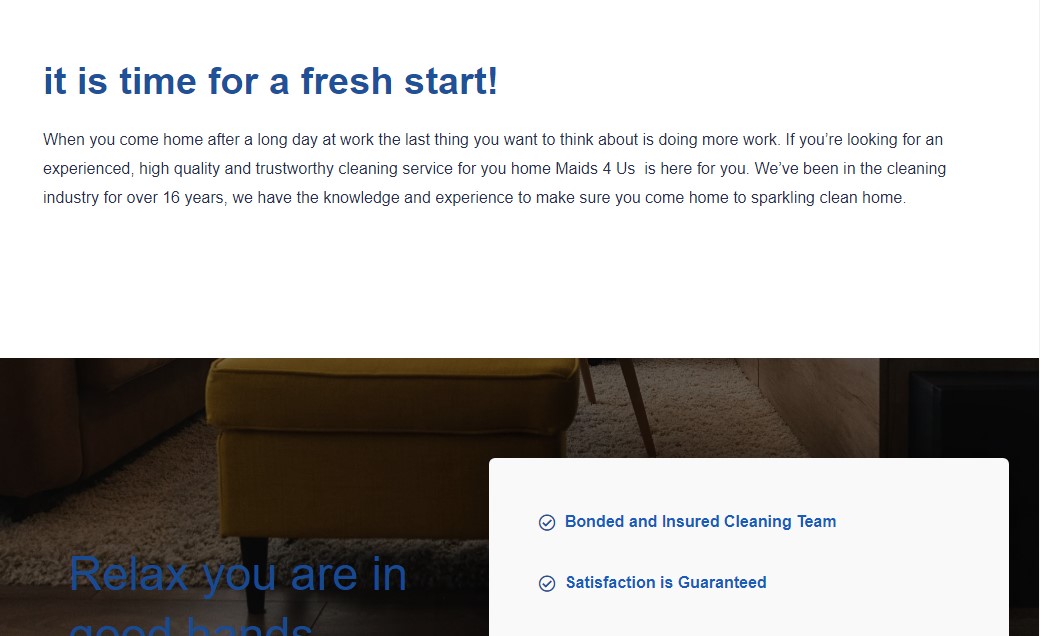 it is time for a fresh start!
When you come home after a long day at work the last thing you want to think about is doing more work. If you’re looking for an
experienced, high quality and trustworthy cleaning service for you home Maids 4 Us  is here for you. We’ve been in the cleaning
industry for over 16 years, we have the knowledge and experience to make sure you come home to sparkling clean home.
Bonded and Insured Cleaning Team
Satisfaction is Guaranteed
Relax you are in
good hands